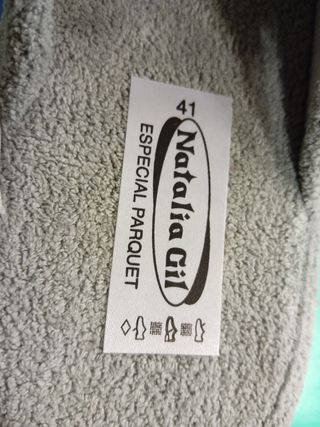 41
Natalia Gil
ESPECIAL PARQUET